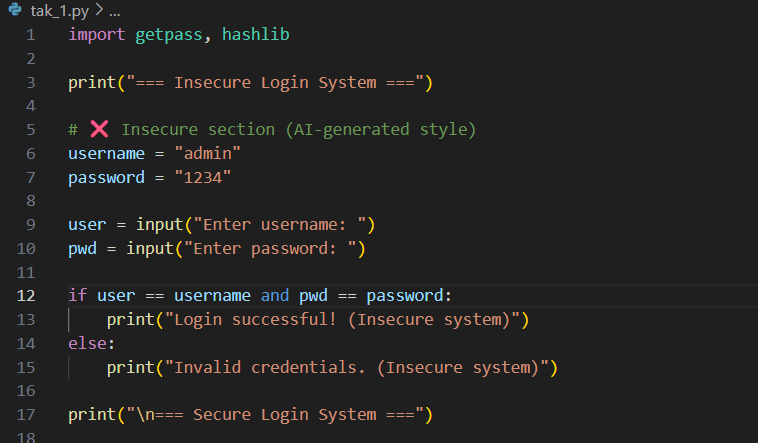 tak_1.py > ...
1 import getpass, hashlib
2
3 print("=== Insecure Login System ===")
4
5 # ❌ Insecure section (AI-generated style)
6 username = "admin"
7 password = "1234"
8
9 user = input("Enter username: ")
10 pwd = input("Enter password: ")
11
12 if user == username and pwd == password:
13     print("Login successful! (Insecure system)")
14 else:
15     print("Invalid credentials. (Insecure system)")
16
17 print("\n=== Secure Login System ===")
18